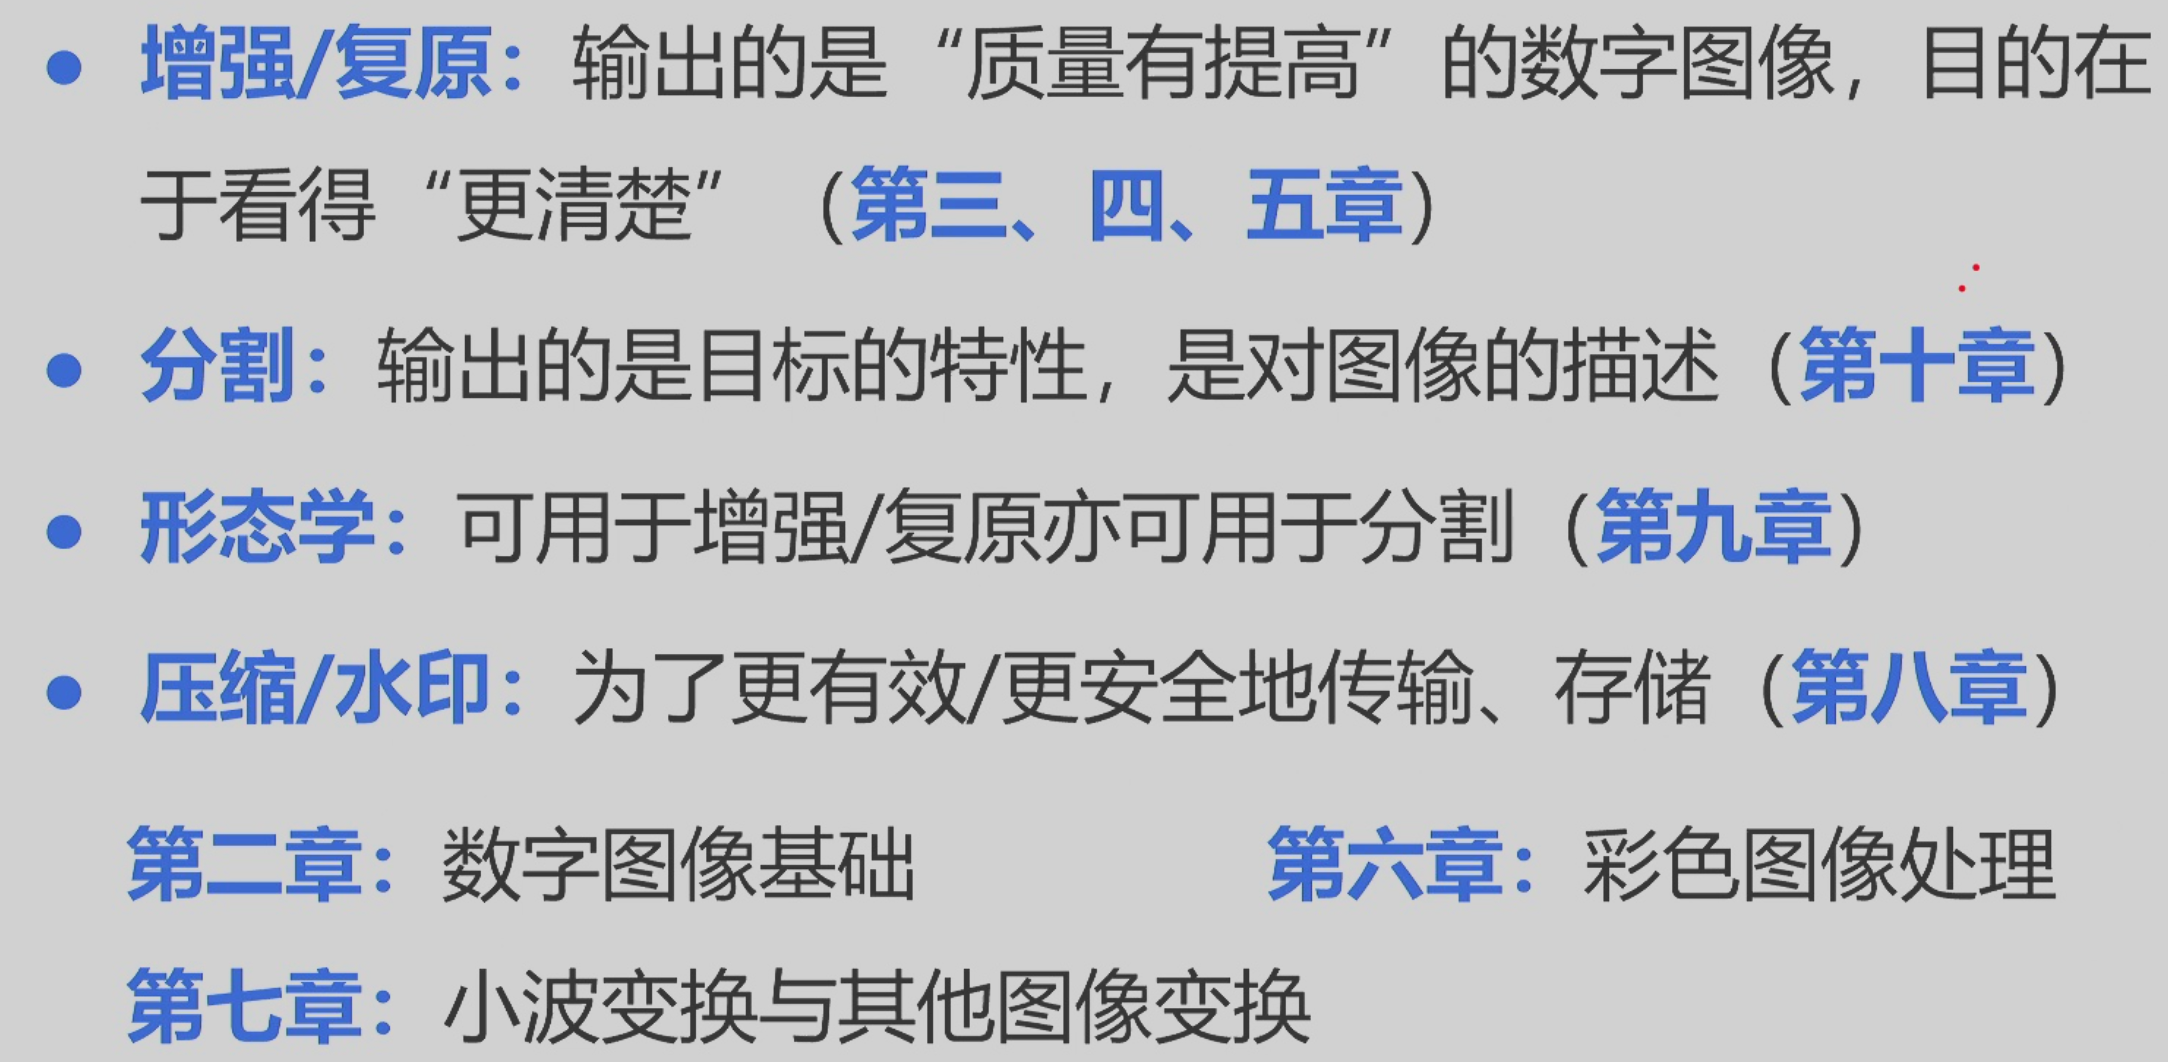 ● 增强/复原：输出的是“质量有提高”的数字图像，目的在
于看得“更清楚”（第三、四、五章）
● 分割：输出的是目标的特性，是对图像的描述（第十章）
● 形态学：可用于增强/复原亦可用于分割（第九章）
● 压缩/水印：为了更有效/更安全地传输、存储（第八章）
第二章：数字图像基础 第六章：彩色图像处理
第七章：小波变换与其他图像变换